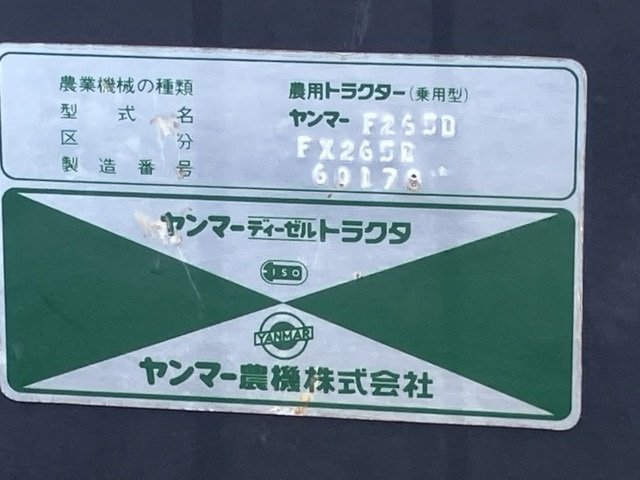 農業機械の種類 農用トラクター(乗用型)
型式名 ヤンマー F265D
区分 FX265D
製造番号 60178
ヤンマーディーゼルトラクタ
ISO
YANMAR
ヤンマー農機株式会社